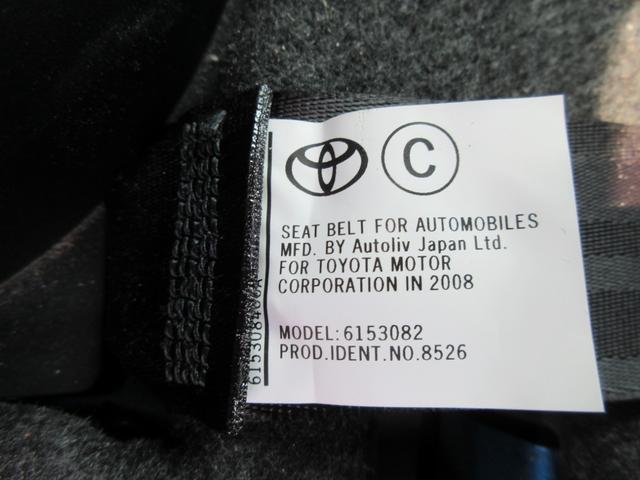 C
SEAT BELT FOR AUTOMOBILES
MFD. BY Autoliv Japan Ltd.
FOR TOYOTA MOTOR
CORPORATION IN 2008
MODEL:6153082
PROD.IDENT.NO.8526